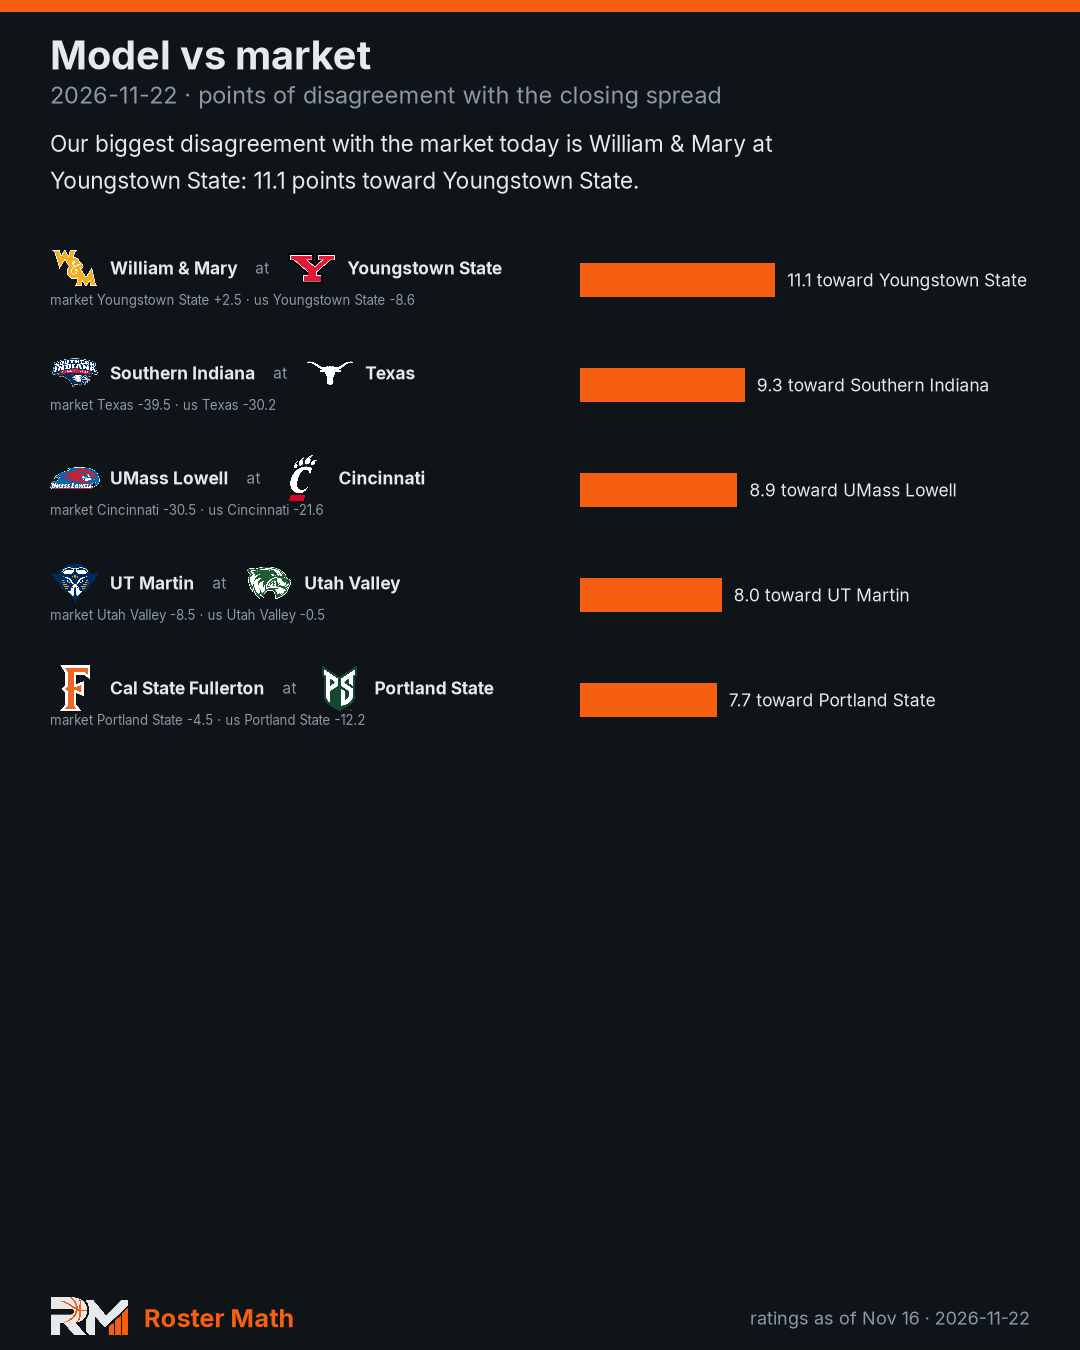 Model vs market
2026-11-22 · points of disagreement with the closing spread
Our biggest disagreement with the market today is William & Mary at
Youngstown State: 11.1 points toward Youngstown State.
W&M William & Mary at Y Youngstown State
market Youngstown State +2.5 · us Youngstown State -8.6
11.1 toward Youngstown State
SOUTHERN INDIANA Southern Indiana at Texas
market Texas -39.5 · us Texas -30.2
9.3 toward Southern Indiana
UMASS LOWELL UMass Lowell at C Cincinnati
market Cincinnati -30.5 · us Cincinnati -21.6
8.9 toward UMass Lowell
UT Martin at Utah Valley
market Utah Valley -8.5 · us Utah Valley -0.5
8.0 toward UT Martin
F Cal State Fullerton at PS Portland State
market Portland State -4.5 · us Portland State -12.2
7.7 toward Portland State
RM Roster Math
ratings as of Nov 16 · 2026-11-22